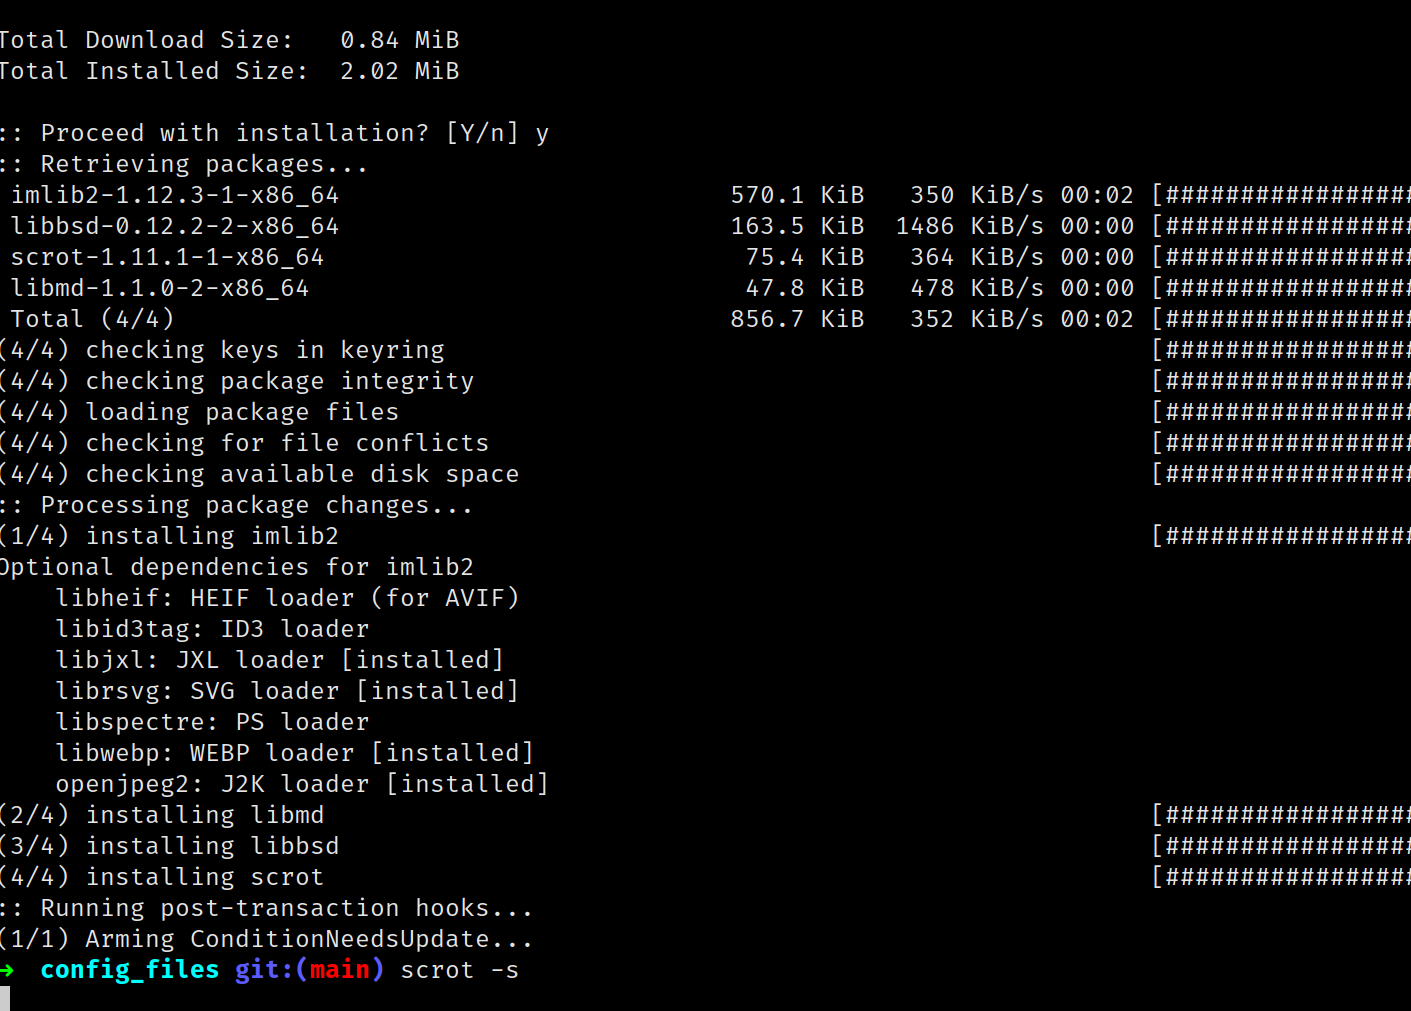 Total Download Size:   0.84 MiB
Total Installed Size:  2.02 MiB
:: Proceed with installation? [Y/n] y
:: Retrieving packages...
imlib2-1.12.3-1-x86_64 570.1 KiB 350 KiB/s 00:02 [#################
libbsd-0.12.2-2-x86_64 163.5 KiB 1486 KiB/s 00:00 [#################
scrot-1.11.1-1-x86_64 75.4 KiB 364 KiB/s 00:00 [#################
libmd-1.1.0-2-x86_64 47.8 KiB 478 KiB/s 00:00 [#################
Total (4/4) 856.7 KiB 352 KiB/s 00:02 [#################
(4/4) checking keys in keyring [#################
(4/4) checking package integrity [#################
(4/4) loading package files [#################
(4/4) checking for file conflicts [#################
(4/4) checking available disk space [#################
:: Processing package changes...
(1/4) installing imlib2 [#################
Optional dependencies for imlib2
    libheif: HEIF loader (for AVIF)
    libid3tag: ID3 loader
    libjxl: JXL loader [installed]
    librsvg: SVG loader [installed]
    libspectre: PS loader
    libwebp: WEBP loader [installed]
    openjpeg2: J2K loader [installed]
(2/4) installing libmd [#################
(3/4) installing libbsd [#################
(4/4) installing scrot [#################
:: Running post-transaction hooks...
(1/1) Arming ConditionNeedsUpdate...
→ config_files git:(main) scrot -s